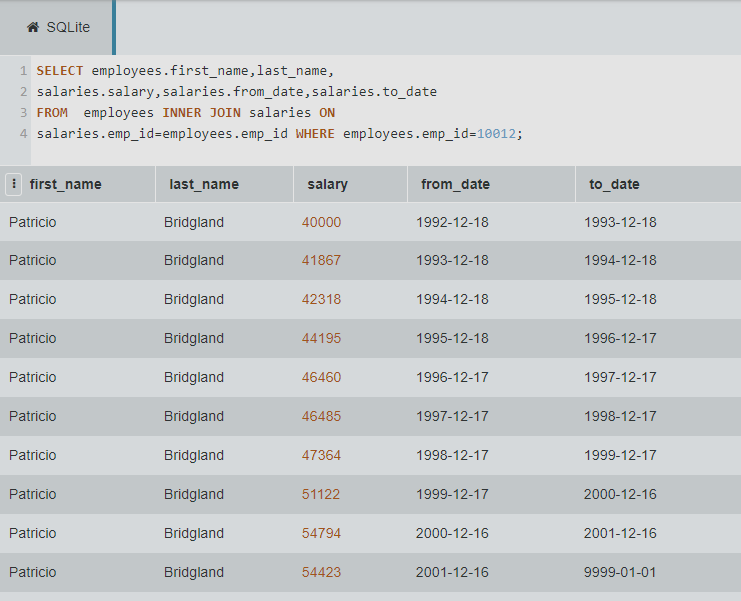 SQLite
1 SELECT employees.first_name,last_name,
2 salaries.salary,salaries.from_date,salaries.to_date
3 FROM  employees INNER JOIN salaries ON
4 salaries.emp_id=employees.emp_id WHERE employees.emp_id=10012;
first_name last_name salary from_date to_date
Patricio Bridgland 40000 1992-12-18 1993-12-18
Patricio Bridgland 41867 1993-12-18 1994-12-18
Patricio Bridgland 42318 1994-12-18 1995-12-18
Patricio Bridgland 44195 1995-12-18 1996-12-17
Patricio Bridgland 46460 1996-12-17 1997-12-17
Patricio Bridgland 46485 1997-12-17 1998-12-17
Patricio Bridgland 47364 1998-12-17 1999-12-17
Patricio Bridgland 51122 1999-12-17 2000-12-16
Patricio Bridgland 54794 2000-12-16 2001-12-16
Patricio Bridgland 54423 2001-12-16 9999-01-01